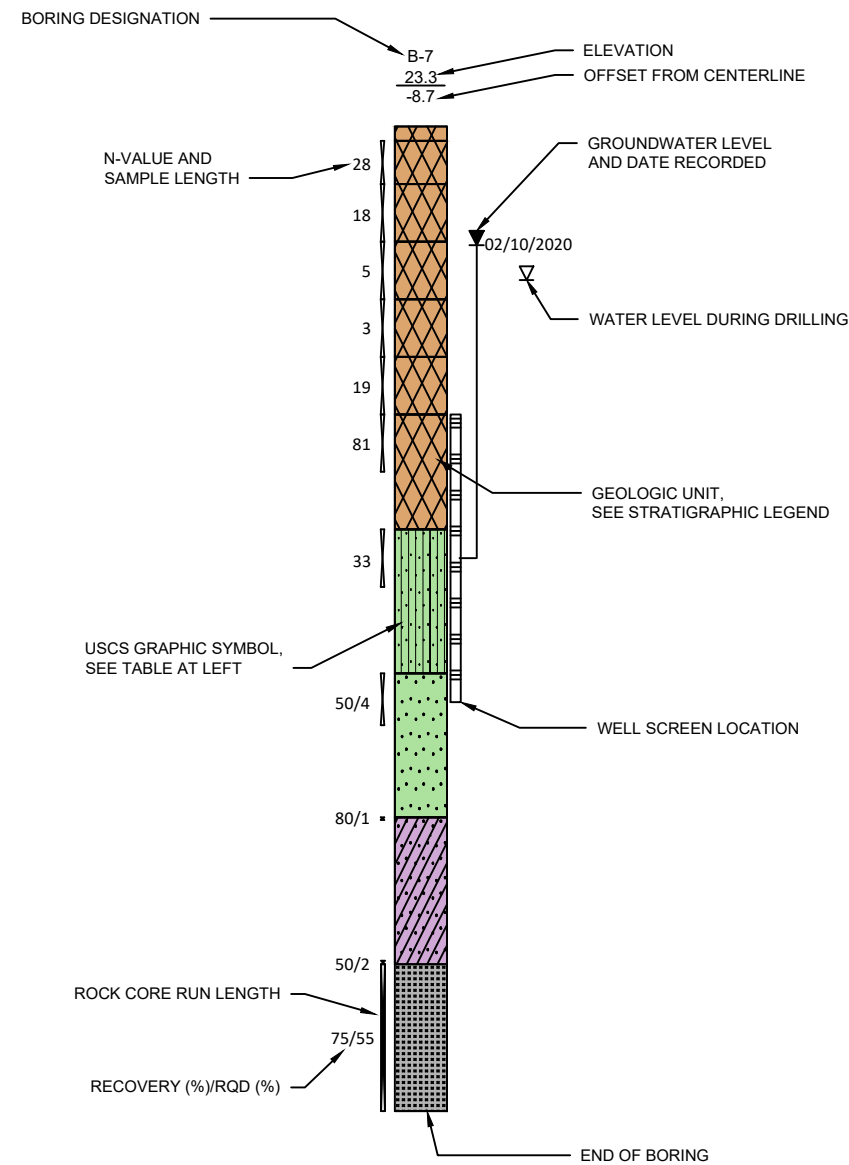 BORING DESIGNATION
B-7
23.3
-8.7
ELEVATION
OFFSET FROM CENTERLINE
N-VALUE AND
SAMPLE LENGTH
28
GROUNDWATER LEVEL
AND DATE RECORDED
18
02/10/2020
5
WATER LEVEL DURING DRILLING
3
19
81
GEOLOGIC UNIT,
SEE STRATIGRAPHIC LEGEND
33
USCS GRAPHIC SYMBOL,
SEE TABLE AT LEFT
50/4
WELL SCREEN LOCATION
80/1
50/2
ROCK CORE RUN LENGTH
75/55
RECOVERY (%)/RQD (%)
END OF BORING